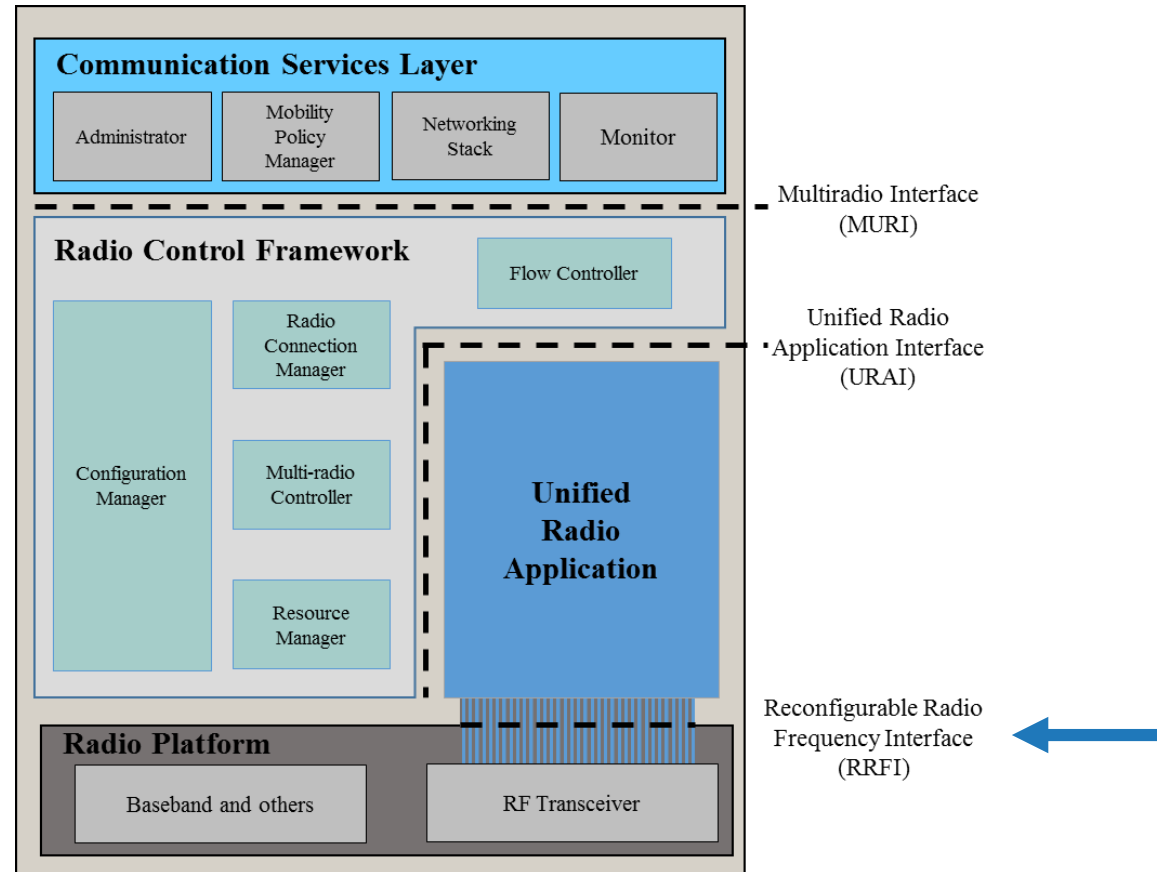 Communication Services Layer
Administrator
Mobility
Policy
Manager
Networking
Stack
Monitor
Multiradio Interface
(MURI)
Radio Control Framework
Flow Controller
Unified Radio
Application Interface
(URAI)
Configuration
Manager
Radio
Connection
Manager
Multi-radio
Controller
Resource
Manager
Unified
Radio
Application
Reconfigurable Radio
Frequency Interface
(RRFI)
Radio Platform
Baseband and others
RF Transceiver